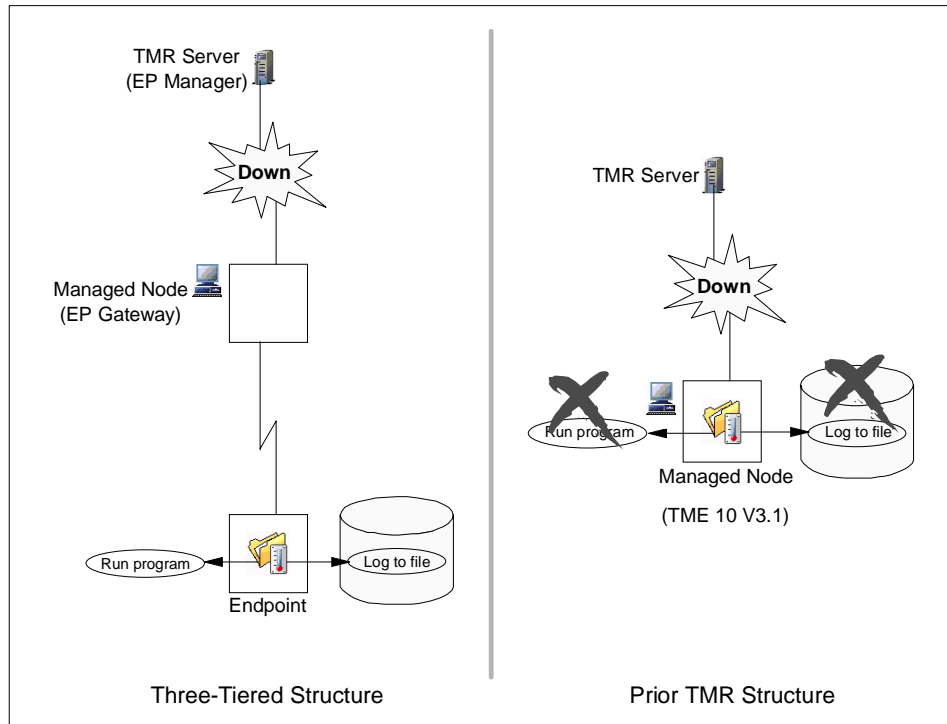 TMR Server
(EP Manager)
Down
Managed Node
(EP Gateway)
Run program
Log to file
Endpoint
Three-Tiered Structure
TMR Server
Down
Run program
Log to file
Managed Node
(TME 10 V3.1)
Prior TMR Structure